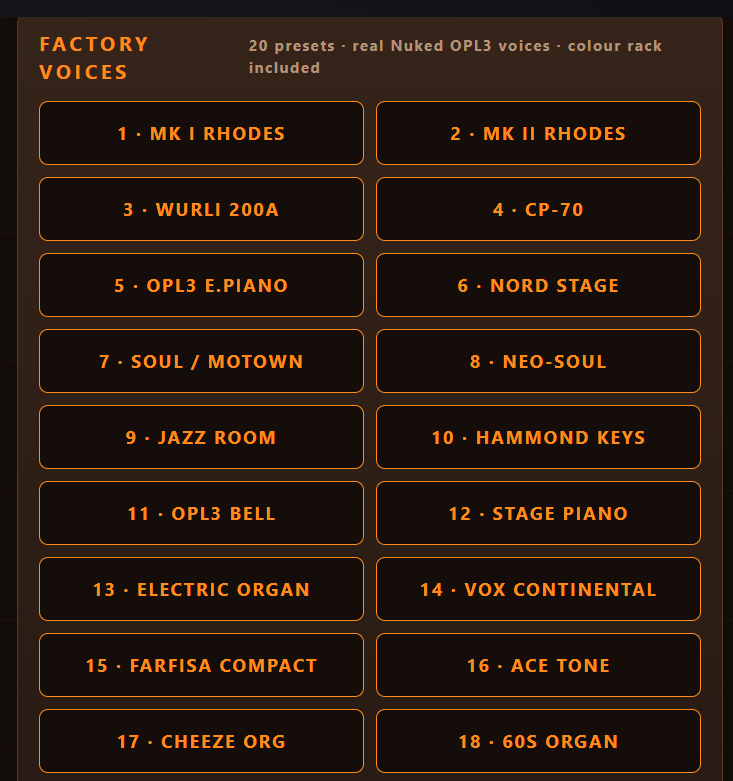 FACTORY
VOICES
20 presets · real Nuked OPL3 voices · colour rack
included
1 · MK I RHODES
2 · MK II RHODES
3 · WURLI 200A
4 · CP-70
5 · OPL3 E.PIANO
6 · NORD STAGE
7 · SOUL / MOTOWN
8 · NEO-SOUL
9 · JAZZ ROOM
10 · HAMMOND KEYS
11 · OPL3 BELL
12 · STAGE PIANO
13 · ELECTRIC ORGAN
14 · VOX CONTINENTAL
15 · FARFISA COMPACT
16 · ACE TONE
17 · CHEEZE ORG
18 · 60S ORGAN